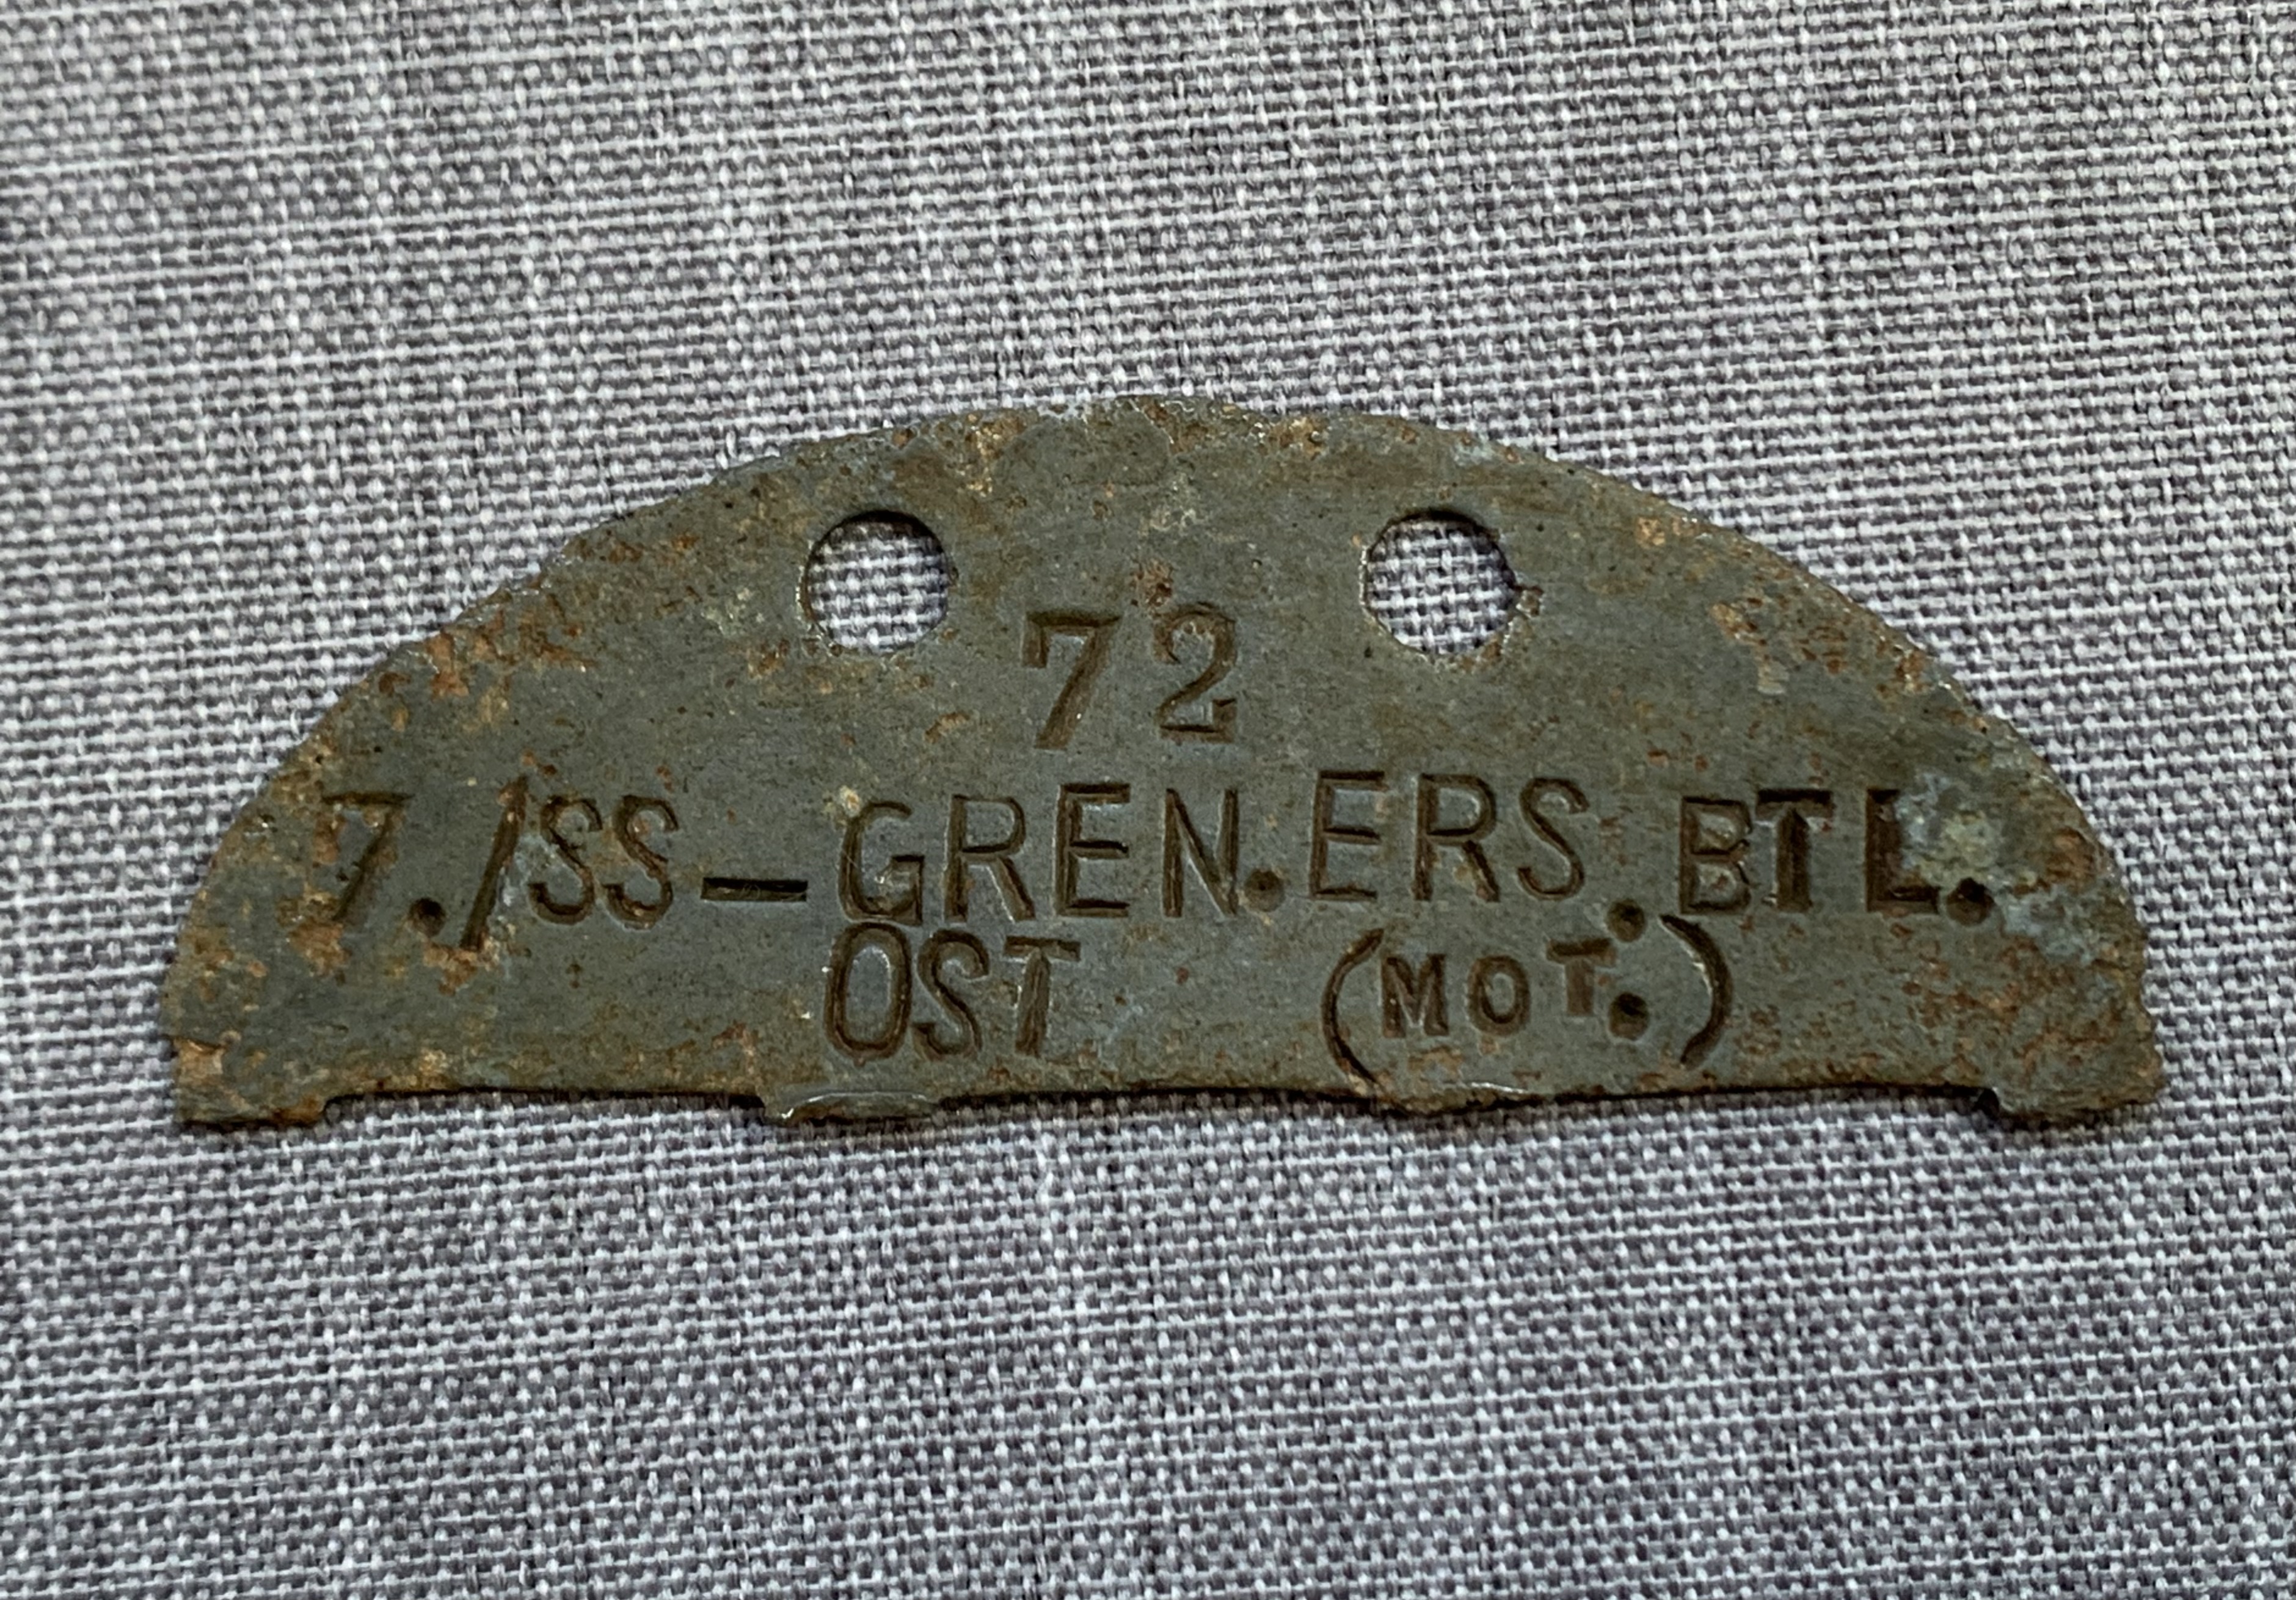 72
7./SS-GREN.ERS.BTL.
OST (MOT.)